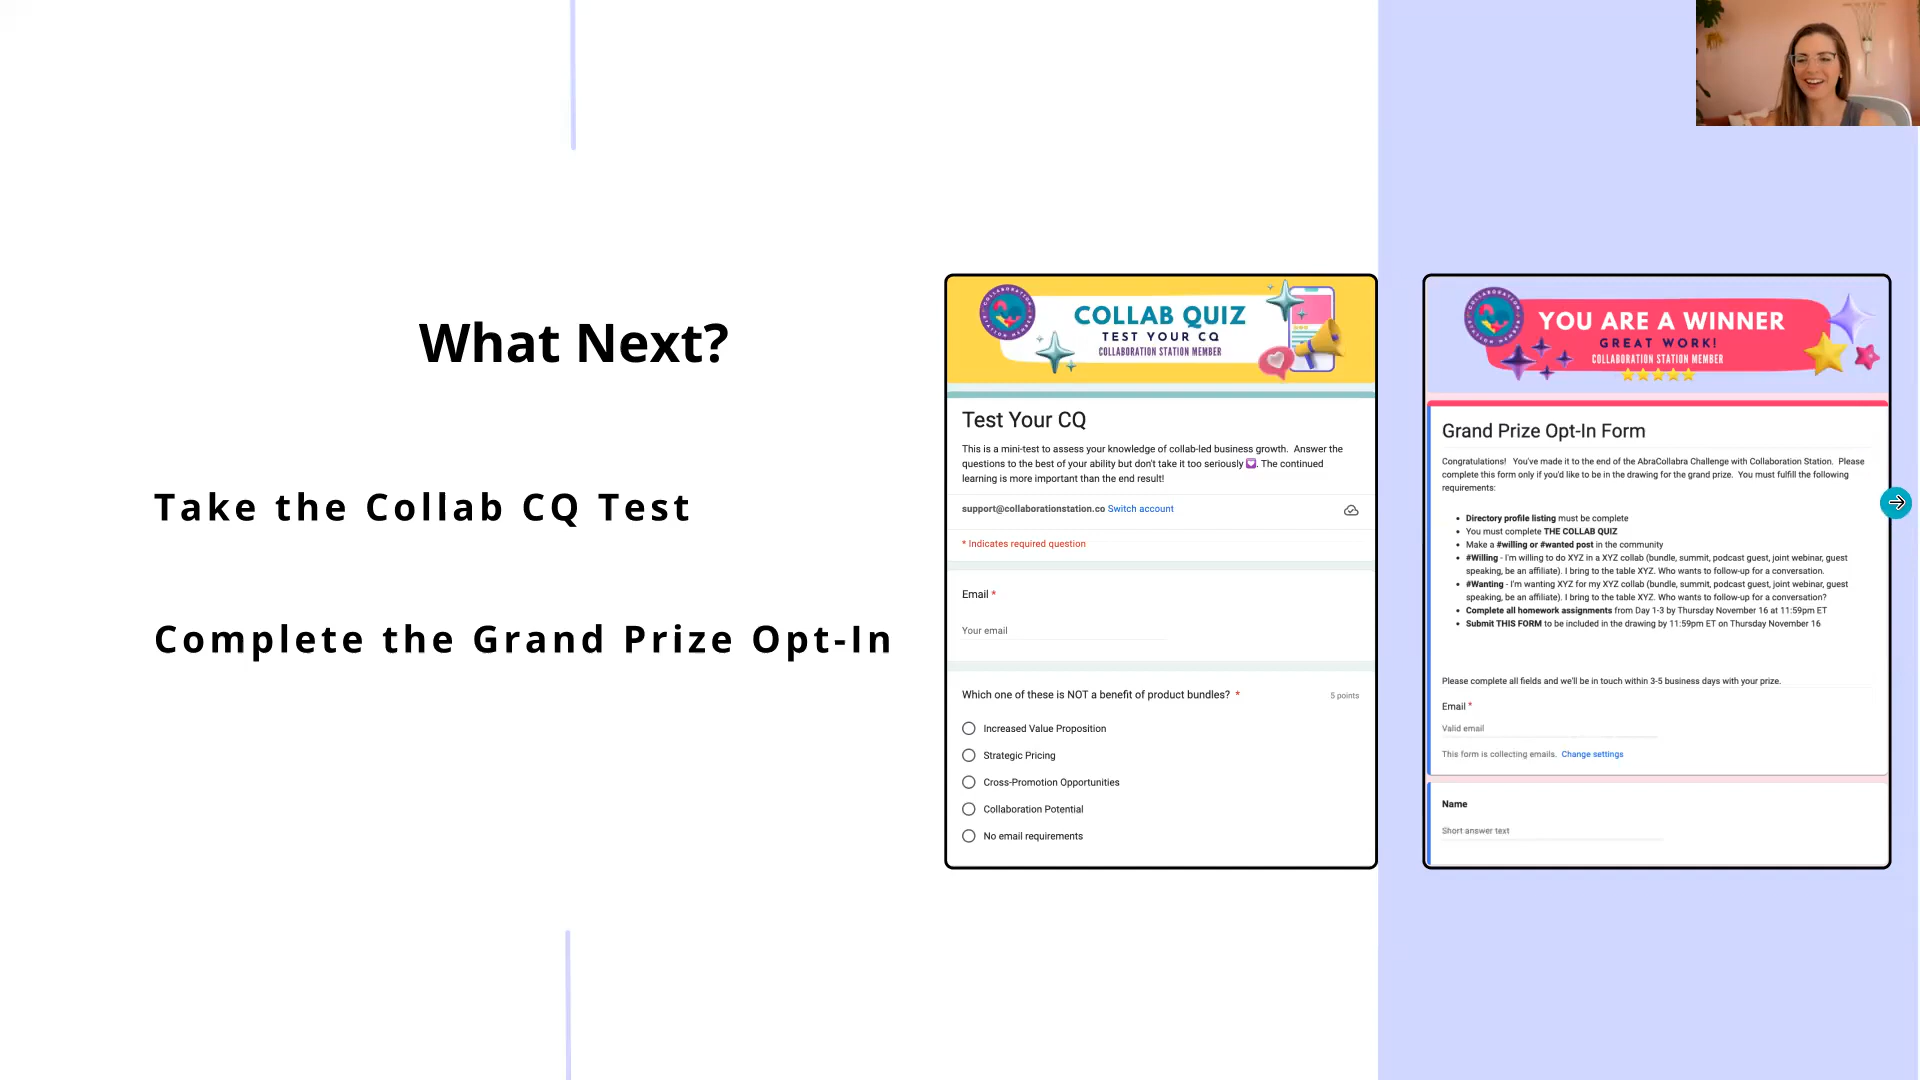 What Next?
Take the Collab CQ Test
Complete the Grand Prize Opt-In
COLLAB QUIZ
TEST YOUR CQ
COLLABORATION STATION MEMBER
Test Your CQ
This is a mini-test to assess your knowledge of collab-led business growth. Answer the
questions to the best of your ability but don't take it too seriously 💟. The continued
learning is more important than the end result!
support@collaborationstation.co Switch account
* Indicates required question
Email *
Your email
Which one of these is NOT a benefit of product bundles? * 5 points
Increased Value Proposition
Strategic Pricing
Cross-Promotion Opportunities
Collaboration Potential
No email requirements
YOU ARE A WINNER
GREAT WORK!
COLLABORATION STATION MEMBER
Grand Prize Opt-In Form
Congratulations! You've made it to the end of the AbraCollabra Challenge with Collaboration Station. Please
complete this form only if you'd like to be in the drawing for the grand prize. You must fulfill the following
requirements:
• Directory profile listing must be complete
• You must complete THE COLLAB QUIZ
• Make a #willing or #wanted post in the community
• #Willing - I'm willing to do XYZ in a XYZ collab (bundle, summit, podcast guest, joint webinar, guest
speaking, be an affiliate). I bring to the table XYZ. Who wants to follow-up for a conversation.
• #Wanting - I'm wanting XYZ for my XYZ collab (bundle, summit, podcast guest, joint webinar, guest
speaking, be an affiliate). I bring to the table XYZ. Who wants to follow-up for a conversation?
• Complete all homework assignments from Day 1-3 by Thursday November 16 at 11:59pm ET
• Submit THIS FORM to be included in the drawing by 11:59pm ET on Thursday November 16
Please complete all fields and we'll be in touch within 3-5 business days with your prize.
Email *
Valid email
This form is collecting emails. Change settings
Name
Short answer text